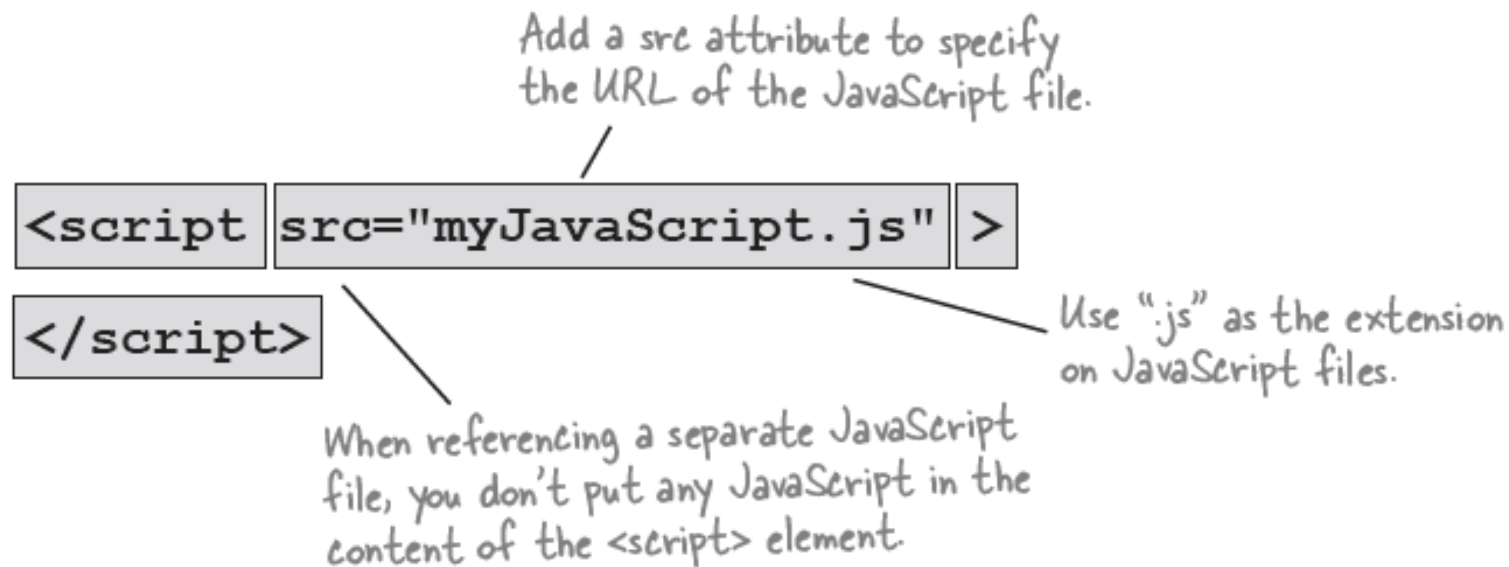 Add a src attribute to specify
the URL of the JavaScript file.
<script src="myJavaScript.js" >
</script>
Use “.js” as the extension
on JavaScript files.
When referencing a separate JavaScript
file, you don't put any JavaScript in the
content of the <script> element.